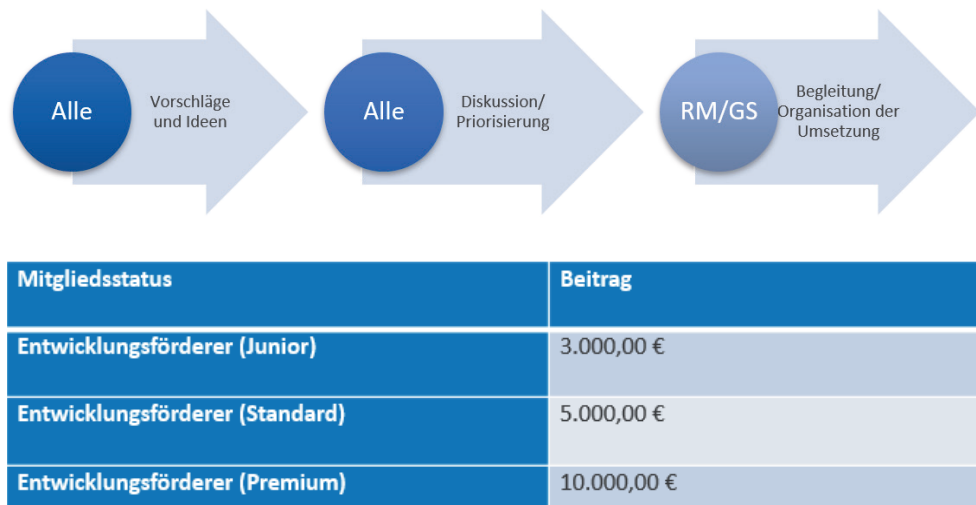 Alle
Vorschläge
und Ideen
Alle
Diskussion/
Priorisierung
RM/GS
Begleitung/
Organisation der
Umsetzung
Mitgliedsstatus Beitrag
Entwicklungsförderer (Junior) 3.000,00 €
Entwicklungsförderer (Standard) 5.000,00 €
Entwicklungsförderer (Premium) 10.000,00 €